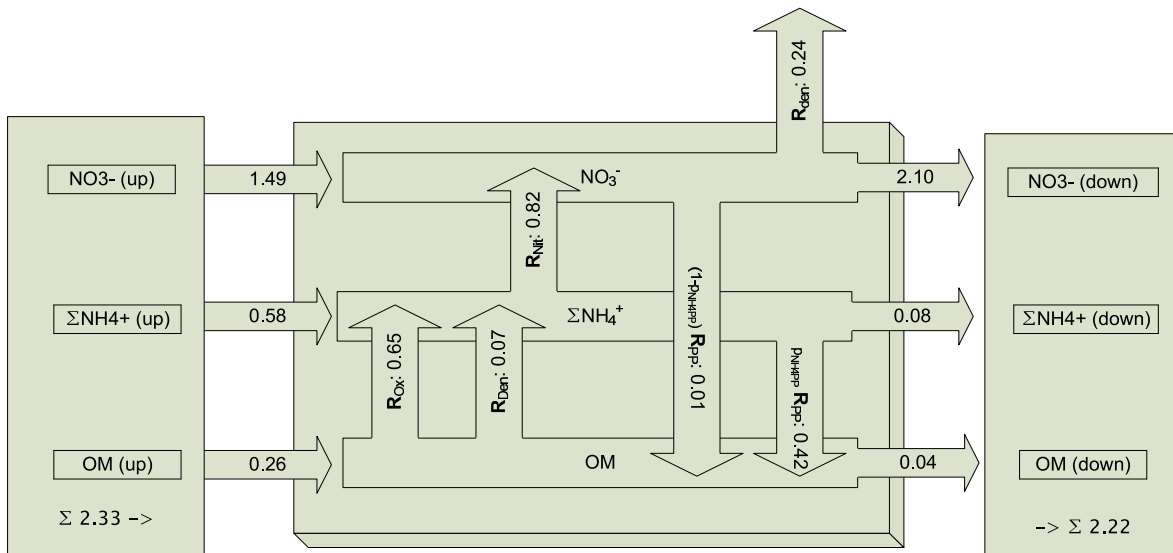 R_den: 0.24
NO3- (up)
1.49
NO₃⁻
2.10
NO3- (down)
R_Nit: 0.82
(1-p_NH4PP) R_PP: 0.01
ΣNH4+ (up)
0.58
ΣNH₄⁺
0.08
ΣNH4+ (down)
R_Ox: 0.65
R_Den: 0.07
p_NH4PP R_PP: 0.42
OM (up)
0.26
OM
0.04
OM (down)
Σ 2.33 ->
-> Σ 2.22